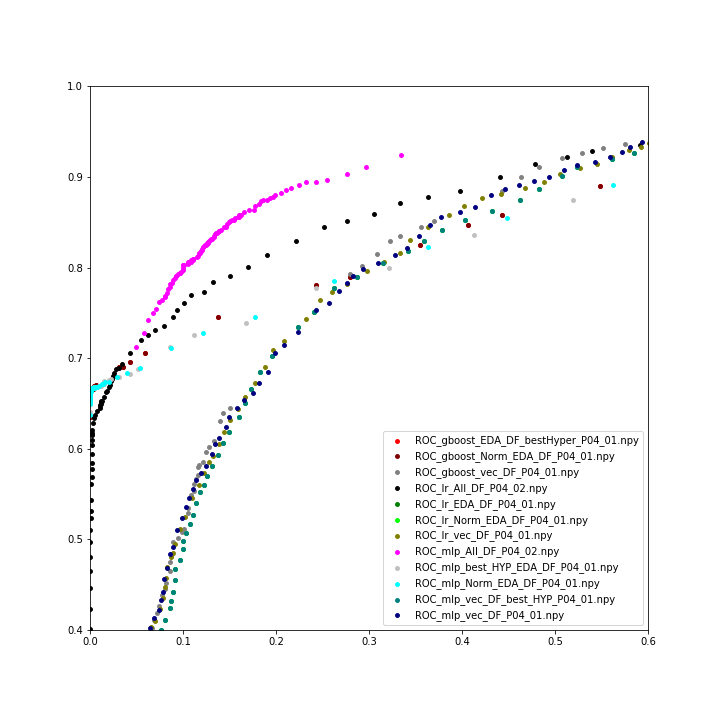 1.0
0.9
0.8
0.7
0.6
0.5
0.4
ROC_gboost_EDA_DF_bestHyper_P04_01.npy
ROC_gboost_Norm_EDA_DF_P04_01.npy
ROC_gboost_vec_DF_P04_01.npy
ROC_lr_All_DF_P04_02.npy
ROC_lr_EDA_DF_P04_01.npy
ROC_lr_Norm_EDA_DF_P04_01.npy
ROC_lr_vec_DF_P04_01.npy
ROC_mlp_All_DF_P04_02.npy
ROC_mlp_best_HYP_EDA_DF_P04_01.npy
ROC_mlp_Norm_EDA_DF_P04_01.npy
ROC_mlp_vec_DF_best_HYP_P04_01.npy
ROC_mlp_vec_DF_P04_01.npy
0.0 0.1 0.2 0.3 0.4 0.5 0.6